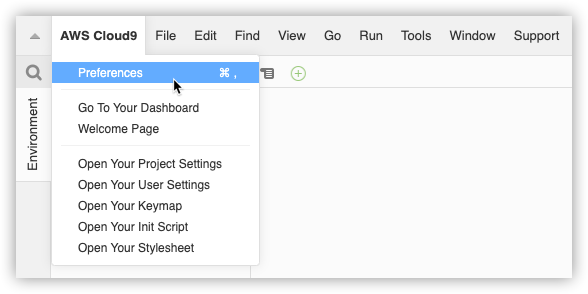 AWS Cloud9 File Edit Find View Go Run Tools Window Support
Preferences ⌘ ,
Environment
Go To Your Dashboard
Welcome Page
Open Your Project Settings
Open Your User Settings
Open Your Keymap
Open Your Init Script
Open Your Stylesheet